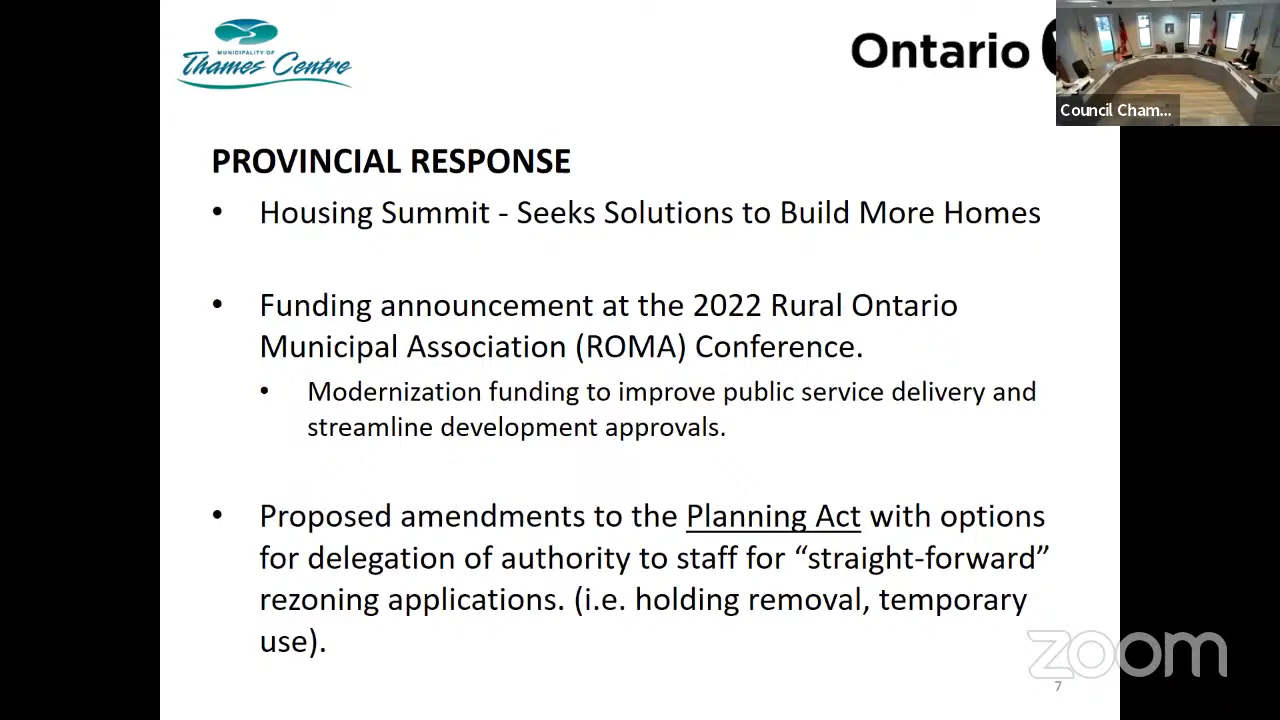 MUNICIPALITY OF
Thames Centre
Ontario
Council Cham...
PROVINCIAL RESPONSE
• Housing Summit - Seeks Solutions to Build More Homes
• Funding announcement at the 2022 Rural Ontario
Municipal Association (ROMA) Conference.
• Modernization funding to improve public service delivery and
streamline development approvals.
• Proposed amendments to the Planning Act with options
for delegation of authority to staff for “straight-forward”
rezoning applications. (i.e. holding removal, temporary
use).
zoom
7